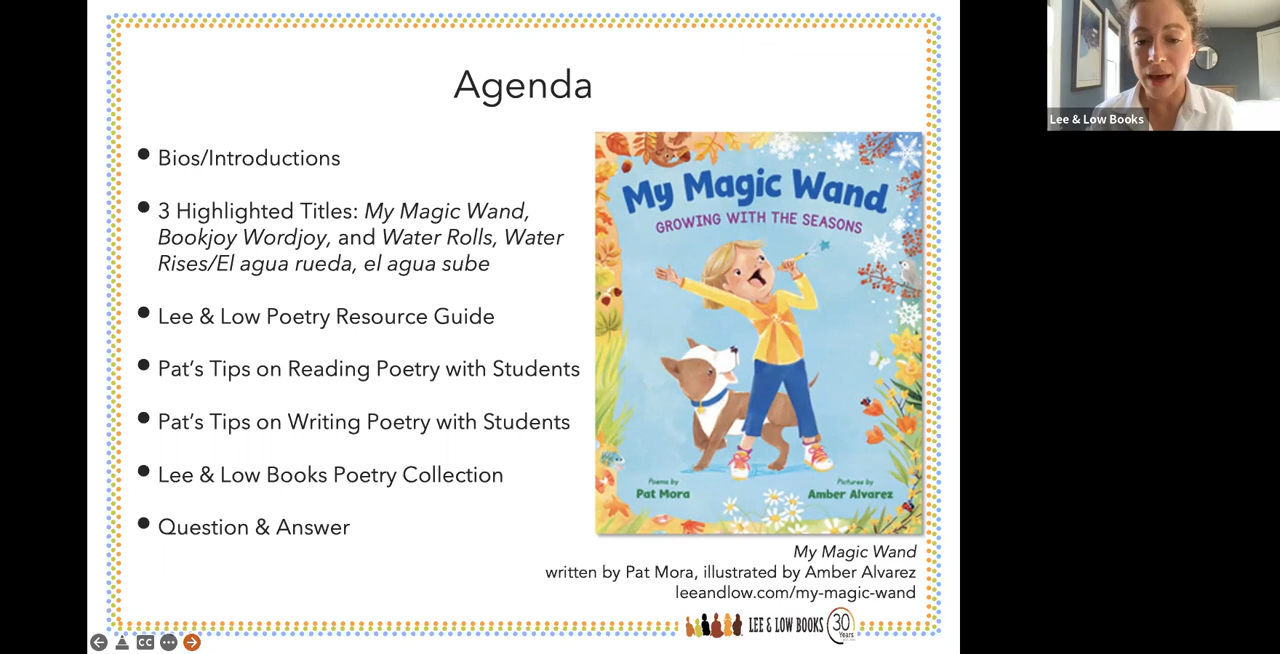 Agenda
Bios/Introductions
3 Highlighted Titles: My Magic Wand,
Bookjoy Wordjoy, and Water Rolls, Water
Rises/El agua rueda, el agua sube
Lee & Low Poetry Resource Guide
Pat's Tips on Reading Poetry with Students
Pat's Tips on Writing Poetry with Students
Lee & Low Books Poetry Collection
Question & Answer
My Magic Wand
GROWING WITH THE SEASONS
Poems by
Pat Mora
Pictures by
Amber Alvarez
My Magic Wand
written by Pat Mora, illustrated by Amber Alvarez
leeandlow.com/my-magic-wand
LEE & LOW BOOKS
30
Years
CC
Lee & Low Books